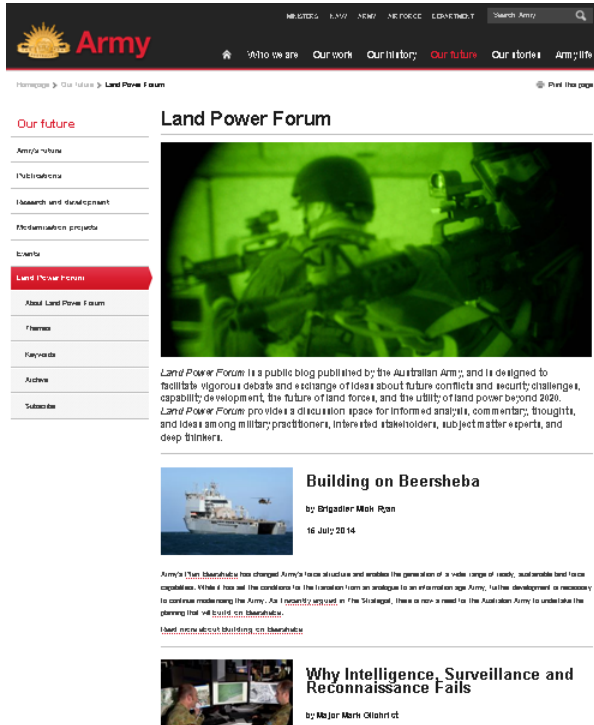 MINISTERS NAVY ARMY AIR FORCE DEPARTMENT Search Army
Army
Who we are Our work Our history Our future Our stories Army life
Homepage > Our future > Land Power Forum Print this page
Our future
Army's future
Publications
Research and development
Modernisation projects
Events
Land Power Forum
About Land Power Forum
Themes
Keywords
Archive
Subscribe
Land Power Forum
Land Power Forum is a public blog published by the Australian Army, and is designed to
facilitate vigorous debate and exchange of ideas about future conflicts and security challenges,
capability development, the future of land forces, and the utility of land power beyond 2020.
Land Power Forum provides a discussion space for informed analysis, commentary, thoughts,
and ideas among military practitioners, interested stakeholders, subject matter experts, and
deep thinkers.
Building on Beersheba
by Brigadier Mick Ryan
16 July 2014
Army's Plan Beersheba has changed Army's force structure and enables the generation of a wide range of ready, sustainable land force
capabilities. While it has set the conditions for the transition from an analogue to an information age Army, further development is necessary
to continue modernising the Army. As I recently argued in The Strategist, there is now a need for the Australian Army to undertake the
planning that will build on Beersheba.
Read more about Building on Beersheba
Why Intelligence, Surveillance and
Reconnaissance Fails
by Major Mark Gilchrist